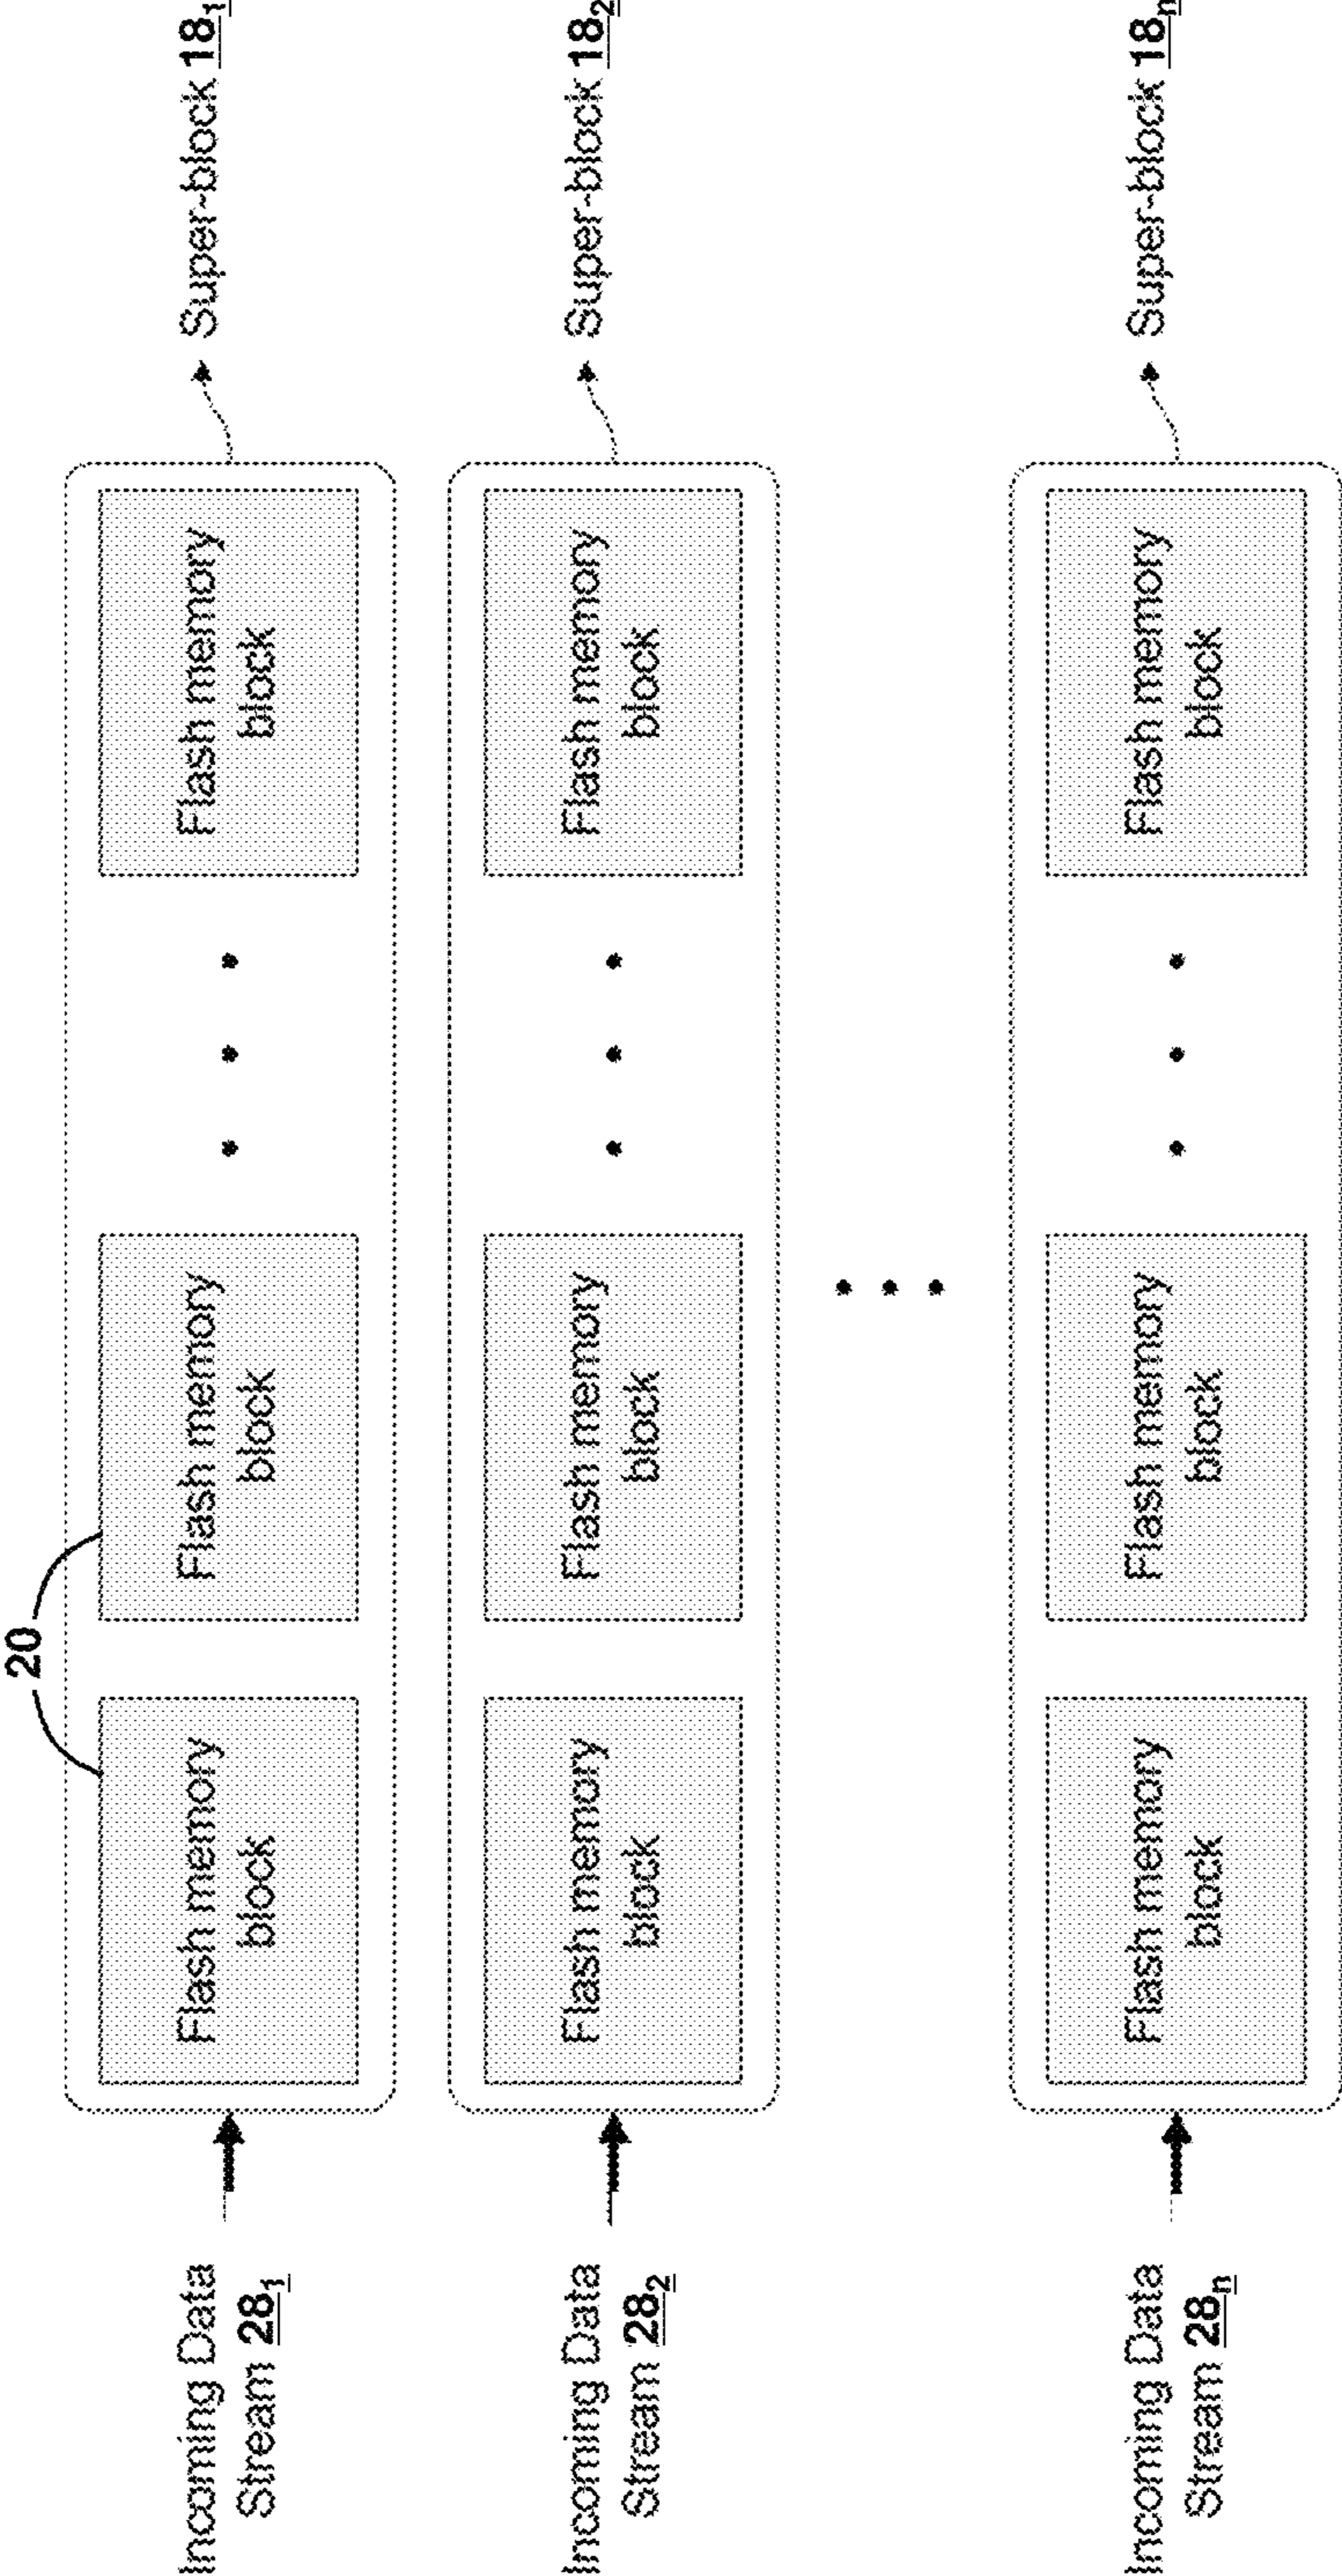 20
Incoming Data
Stream 28₁
Flash memory
block
Flash memory
block
Flash memory
block
Super-block 18₁
Incoming Data
Stream 28₂
Flash memory
block
Flash memory
block
Flash memory
block
Super-block 18₂
Incoming Data
Stream 28ₙ
Flash memory
block
Flash memory
block
Flash memory
block
Super-block 18ₙ